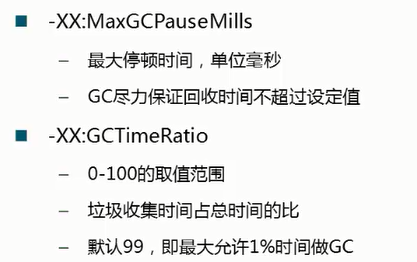 -XX:MaxGCPauseMills
– 最大停顿时间，单位毫秒
– GC尽力保证回收时间不超过设定值
-XX:GCTimeRatio
– 0-100的取值范围
– 垃圾收集时间占总时间的比
– 默认99，即最大允许1%时间做GC